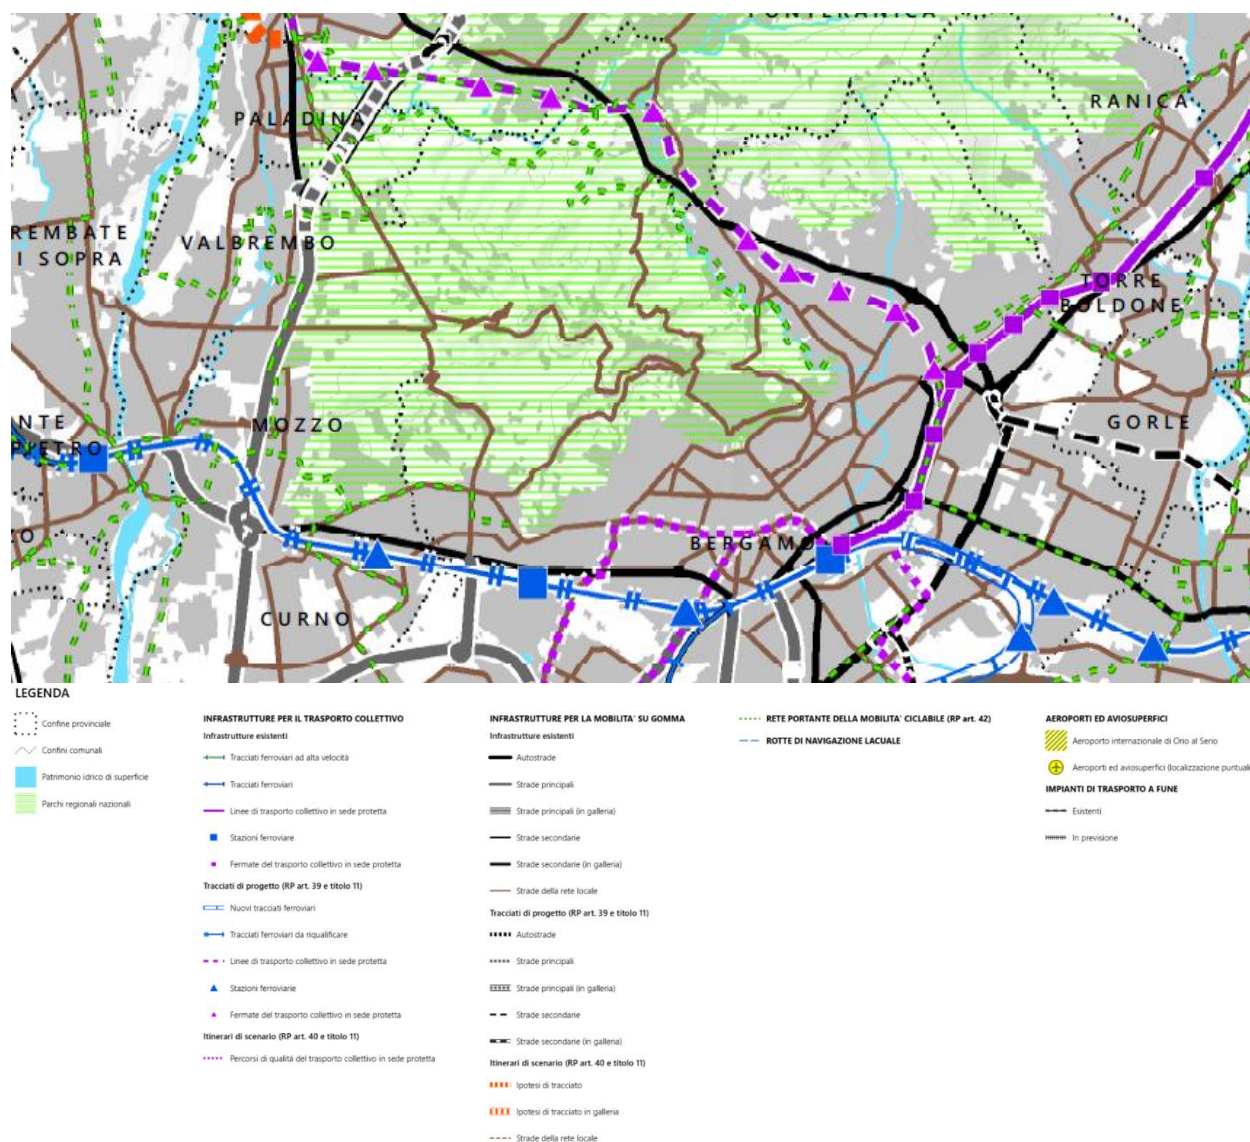 PONTERANICA
RANICA
PALADINA
REMBATE
I SOPRA
VALBREMBO
TORRE
BOLDONE
NTE
PIETRO
MOZZO
GORLE
BERGAMO
CURNO
LEGENDA
Confine provinciale
Confini comunali
Patrimonio idrico di superficie
Parchi regionali nazionali
INFRASTRUTTURE PER IL TRASPORTO COLLETTIVO
Infrastrutture esistenti
Tracciati ferroviari ad alta velocità
Tracciati ferroviari
Linee di trasporto collettivo in sede protetta
Stazioni ferroviare
Fermate del trasporto collettivo in sede protetta
Tracciati di progetto (RP art. 39 e titolo 11)
Nuovi tracciati ferroviari
Tracciati ferroviari da riqualificare
Linee di trasporto collettivo in sede protetta
Stazioni ferroviarie
Fermate del trasporto collettivo in sede protetta
Itinerari di scenario (RP art. 40 e titolo 11)
Percorsi di qualità del trasporto collettivo in sede protetta
INFRASTRUTTURE PER LA MOBILITA' SU GOMMA
Infrastrutture esistenti
Autostrade
Strade principali
Strade principali (in galleria)
Strade secondarie
Strade secondarie (in galleria)
Strade della rete locale
Tracciati di progetto (RP art. 39 e titolo 11)
Autostrade
Strade principali
Strade principali (in galleria)
Strade secondarie
Strade secondarie (in galleria)
Itinerari di scenario (RP art. 40 e titolo 11)
Ipotesi di tracciato
Ipotesi di tracciato in galleria
Strade della rete locale
RETE PORTANTE DELLA MOBILITA' CICLABILE (RP art. 42)
ROTTE DI NAVIGAZIONE LACUALE
AEROPORTI ED AVIOSUPERFICI
Aeroporto internazionale di Orio al Serio
Aeroporti ed aviosuperfici (localizzazione puntuale
IMPIANTI DI TRASPORTO A FUNE
Esistenti
In previsione